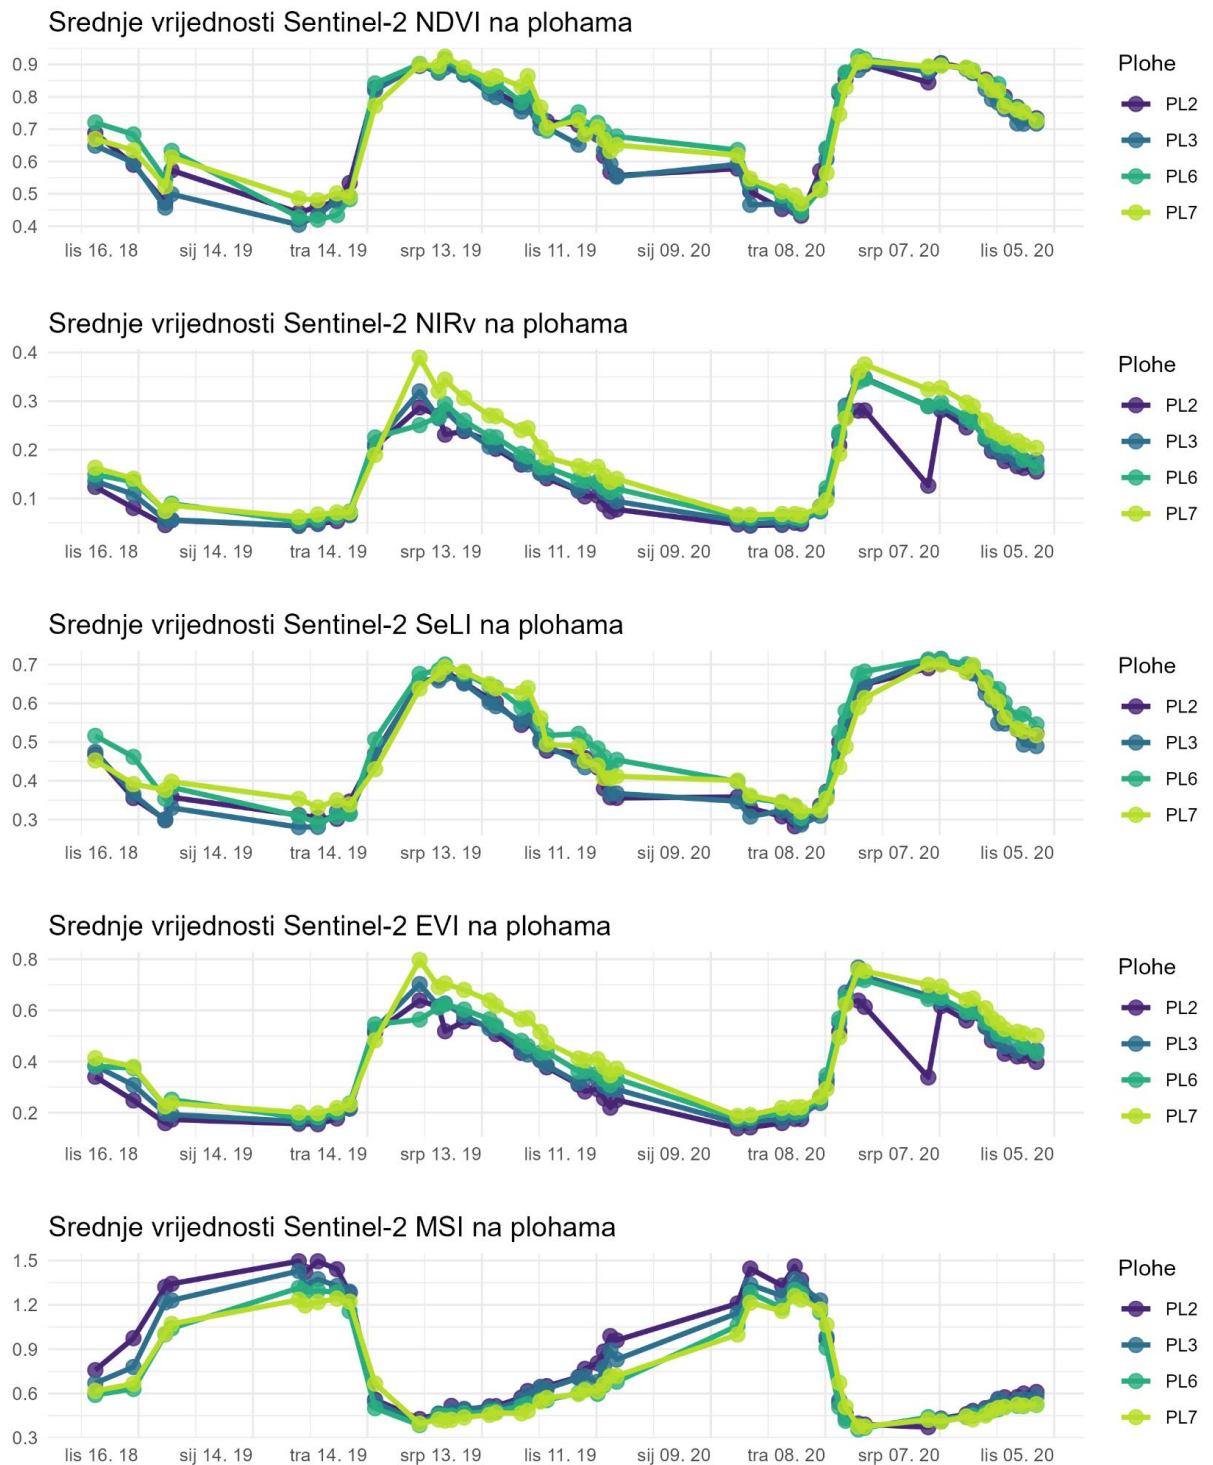 Srednje vrijednosti Sentinel-2 NDVI na plohama
0.9
0.8
0.7
0.6
0.5
0.4
lis 16. 18 sij 14. 19 tra 14. 19 srp 13. 19 lis 11. 19 sij 09. 20 tra 08. 20 srp 07. 20 lis 05. 20
Plohe
PL2
PL3
PL6
PL7
Srednje vrijednosti Sentinel-2 NIRv na plohama
0.4
0.3
0.2
0.1
lis 16. 18 sij 14. 19 tra 14. 19 srp 13. 19 lis 11. 19 sij 09. 20 tra 08. 20 srp 07. 20 lis 05. 20
Plohe
PL2
PL3
PL6
PL7
Srednje vrijednosti Sentinel-2 SeLI na plohama
0.7
0.6
0.5
0.4
0.3
lis 16. 18 sij 14. 19 tra 14. 19 srp 13. 19 lis 11. 19 sij 09. 20 tra 08. 20 srp 07. 20 lis 05. 20
Plohe
PL2
PL3
PL6
PL7
Srednje vrijednosti Sentinel-2 EVI na plohama
0.8
0.6
0.4
0.2
lis 16. 18 sij 14. 19 tra 14. 19 srp 13. 19 lis 11. 19 sij 09. 20 tra 08. 20 srp 07. 20 lis 05. 20
Plohe
PL2
PL3
PL6
PL7
Srednje vrijednosti Sentinel-2 MSI na plohama
1.5
1.2
0.9
0.6
0.3
lis 16. 18 sij 14. 19 tra 14. 19 srp 13. 19 lis 11. 19 sij 09. 20 tra 08. 20 srp 07. 20 lis 05. 20
Plohe
PL2
PL3
PL6
PL7